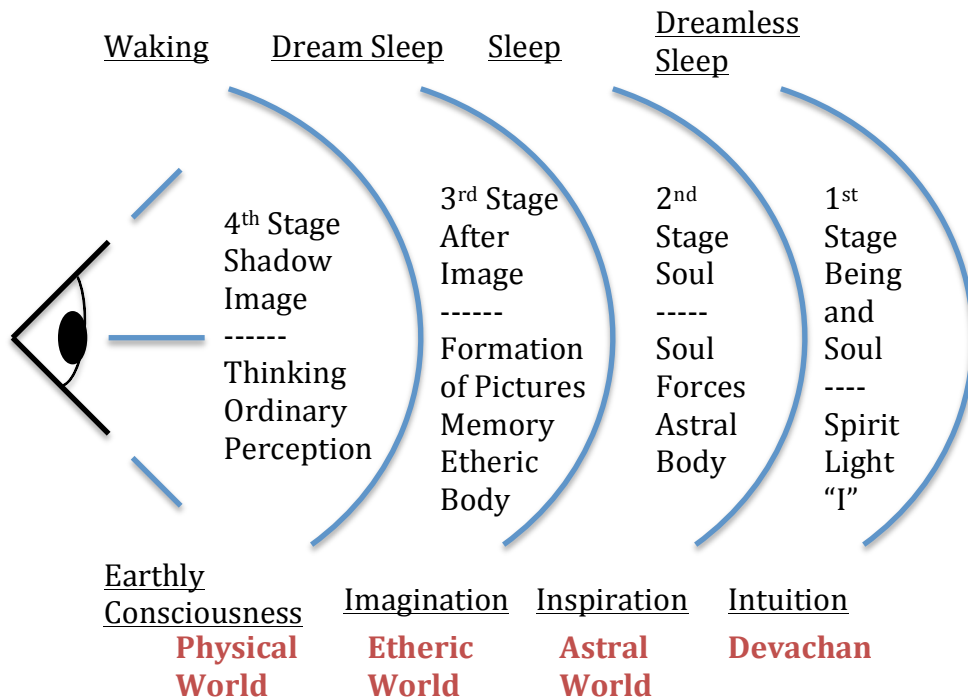 Waking
Dream Sleep
Sleep
Dreamless
Sleep
4th Stage
Shadow
Image
------
Thinking
Ordinary
Perception
3rd Stage
After
Image
------
Formation
of Pictures
Memory
Etheric
Body
2nd
Stage
Soul
-----
Soul
Forces
Astral
Body
1st
Stage
Being
and
Soul
----
Spirit
Light
“I”
Earthly
Consciousness
Imagination
Inspiration
Intuition
Physical
World
Etheric
World
Astral
World
Devachan